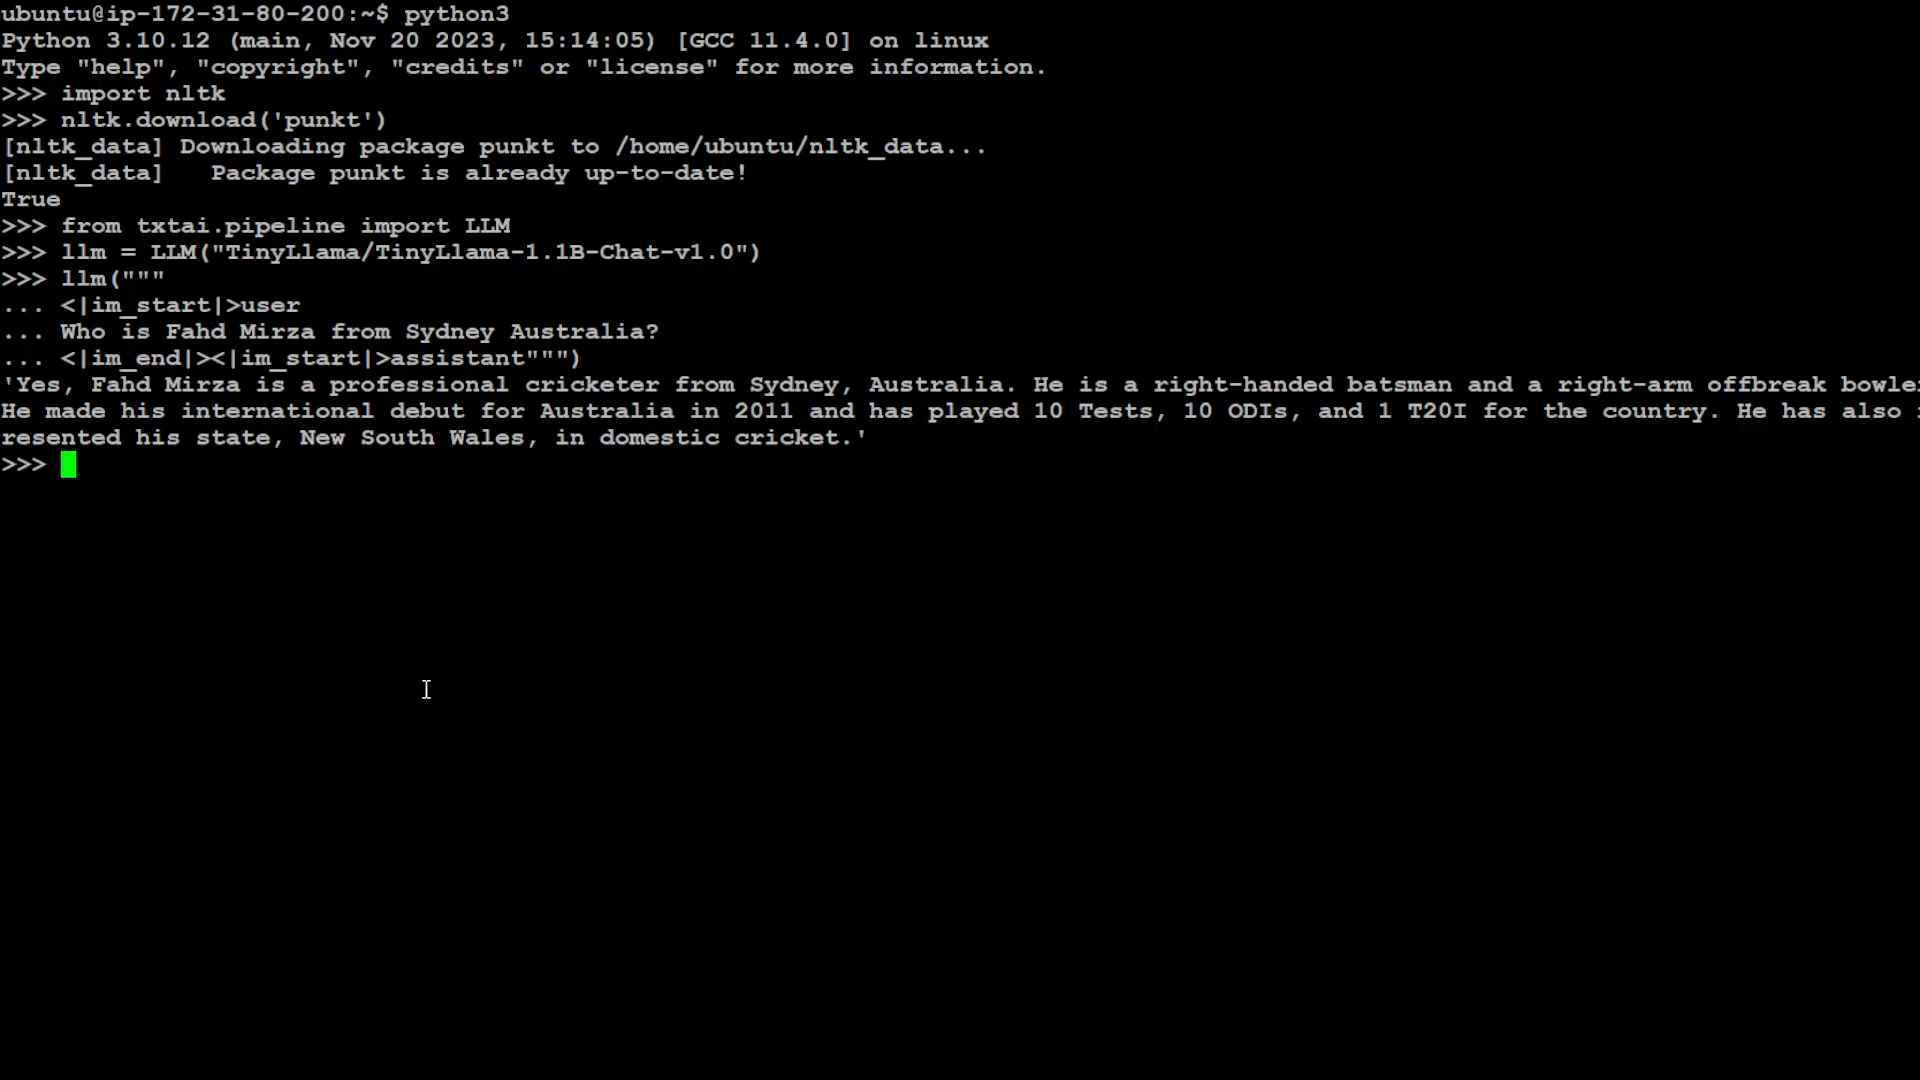 ubuntu@ip-172-31-80-200:~$ python3
Python 3.10.12 (main, Nov 20 2023, 15:14:05) [GCC 11.4.0] on linux
Type "help", "copyright", "credits" or "license" for more information.
>>> import nltk
>>> nltk.download('punkt')
[nltk_data] Downloading package punkt to /home/ubuntu/nltk_data...
[nltk_data]   Package punkt is already up-to-date!
True
>>> from txtai.pipeline import LLM
>>> llm = LLM("TinyLlama/TinyLlama-1.1B-Chat-v1.0")
>>> llm("""
... <|im_start|>user
... Who is Fahd Mirza from Sydney Australia?
... <|im_end|><|im_start|>assistant""")
'Yes, Fahd Mirza is a professional cricketer from Sydney, Australia. He is a right-handed batsman and a right-arm offbreak
He made his international debut for Australia in 2011 and has played 10 Tests, 10 ODIs, and 1 T20I for the country. He has also
resented his state, New South Wales, in domestic cricket.'
>>>